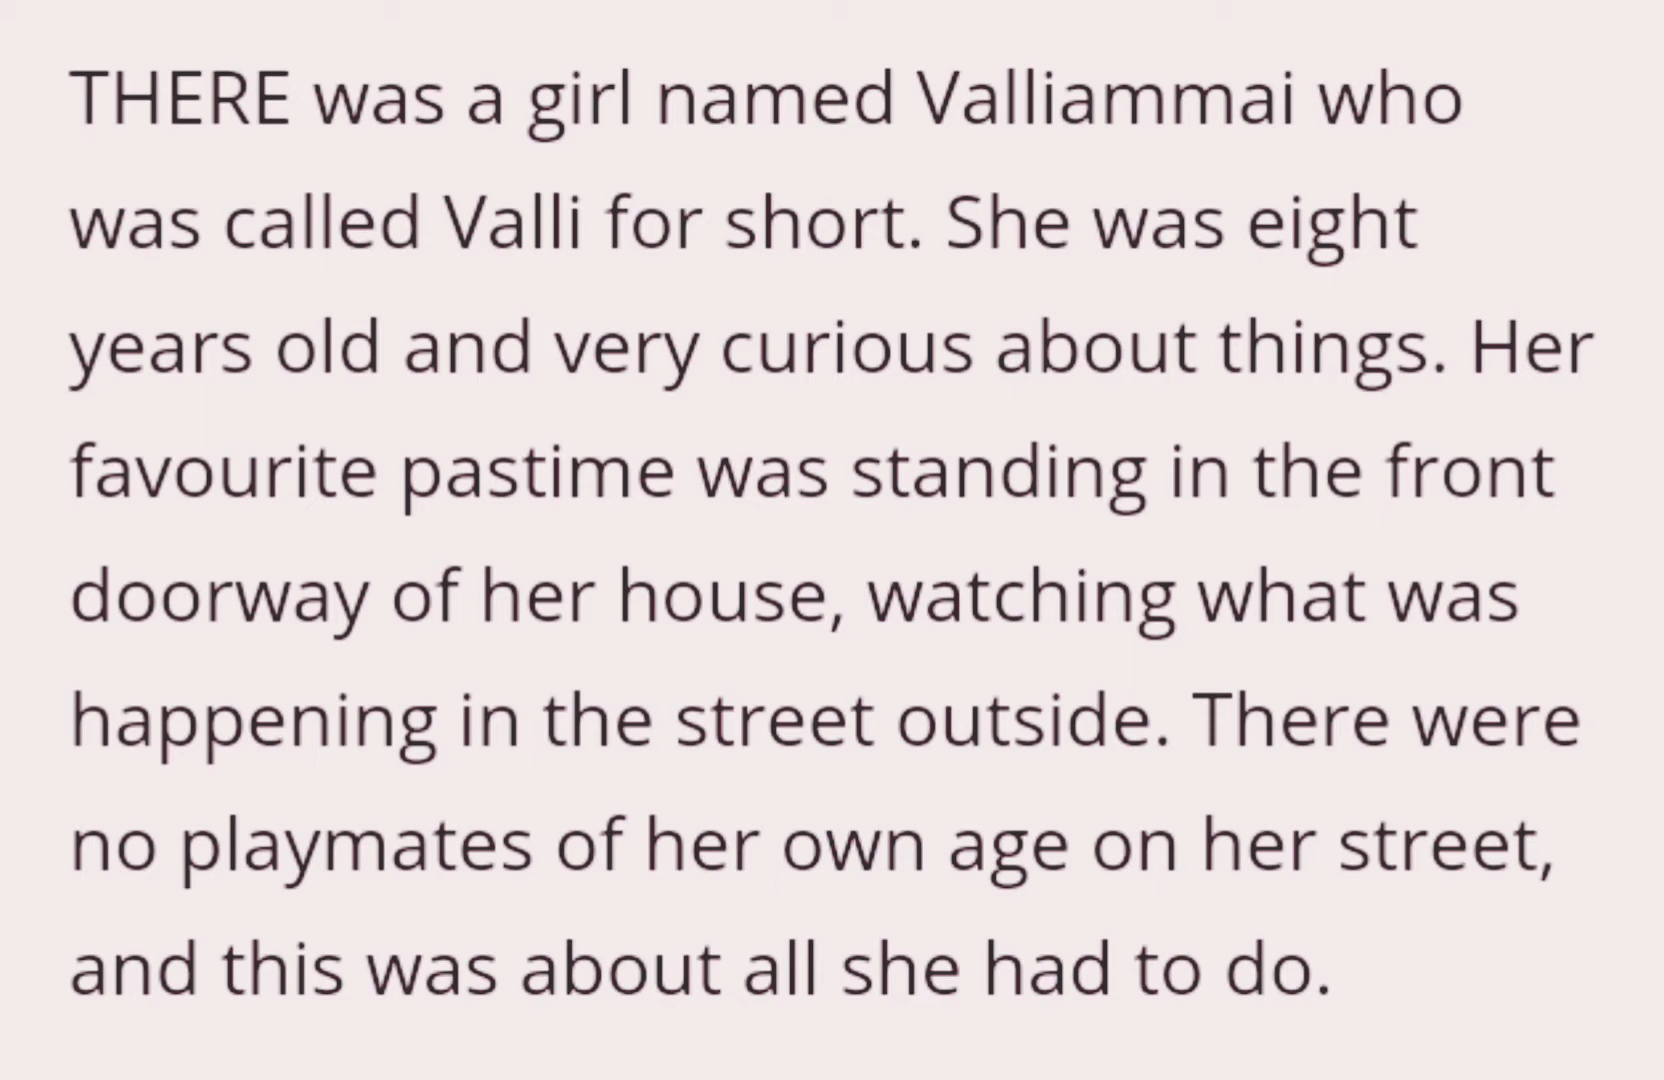 THERE was a girl named Valliammai who
was called Valli for short. She was eight
years old and very curious about things. Her
favourite pastime was standing in the front
doorway of her house, watching what was
happening in the street outside. There were
no playmates of her own age on her street,
and this was about all she had to do.